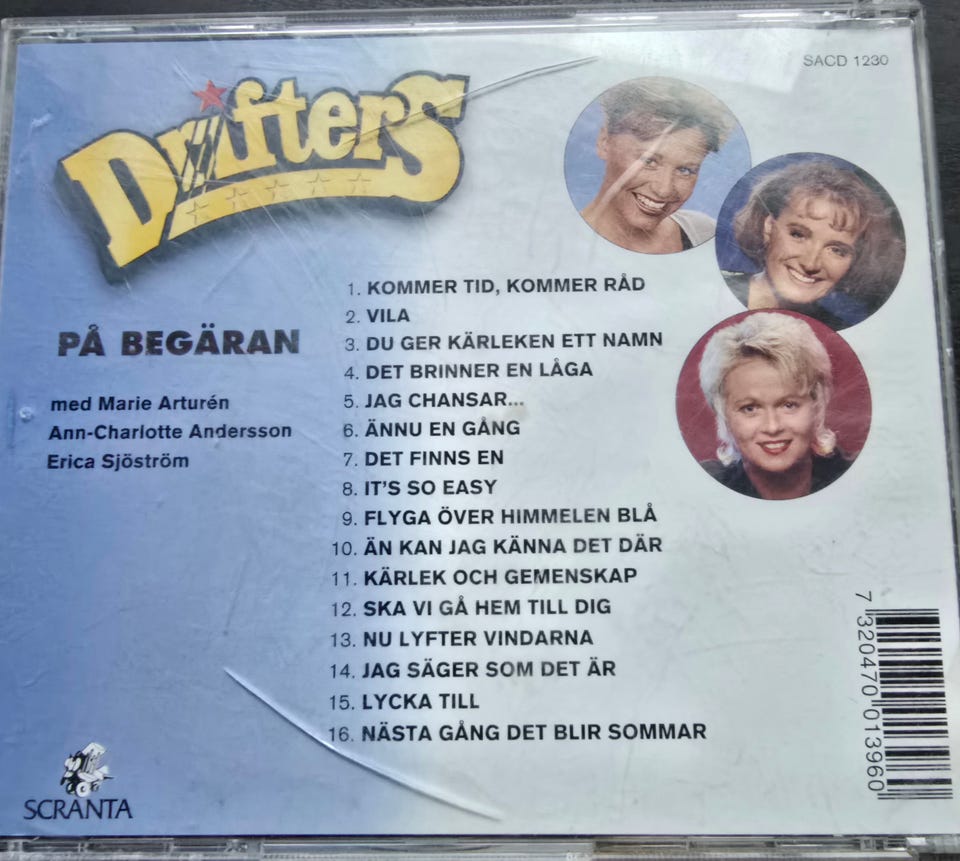 SACD 1230
Drifters
PÅ BEGÄRAN
med Marie Arturén
Ann-Charlotte Andersson
Erica Sjöström
1. KOMMER TID, KOMMER RÅD
2. VILA
3. DU GER KÄRLEKEN ETT NAMN
4. DET BRINNER EN LÅGA
5. JAG CHANSAR...
6. ÄNNU EN GÅNG
7. DET FINNS EN
8. IT'S SO EASY
9. FLYGA ÖVER HIMMELEN BLÅ
10. ÄN KAN JAG KÄNNA DET DÄR
11. KÄRLEK OCH GEMENSKAP
12. SKA VI GÅ HEM TILL DIG
13. NU LYFTER VINDARNA
14. JAG SÄGER SOM DET ÄR
15. LYCKA TILL
16. NÄSTA GÅNG DET BLIR SOMMAR
7 320470 013960
SCRANTA